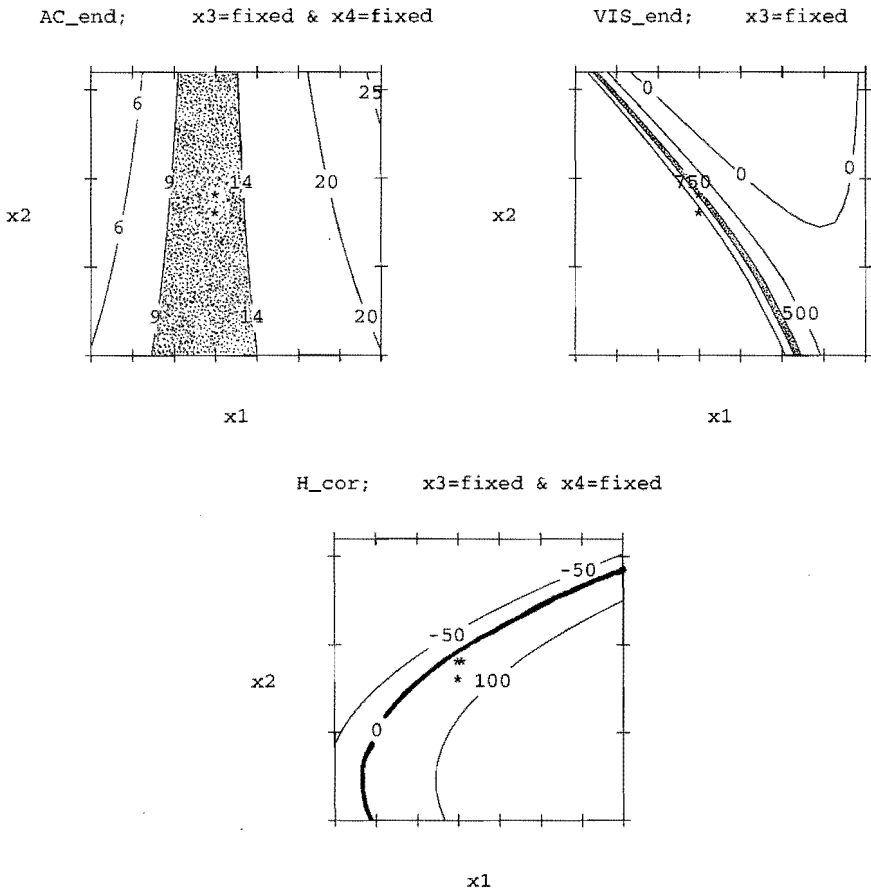 AC_end; x3=fixed & x4=fixed
VIS_end; x3=fixed
6
25
0
9
14
20
750
0
0
x2
* 
*
x2
*
*
6
9
14
20
500
x1
x1
H_cor; x3=fixed & x4=fixed
-50
-50
**
x2
* 100
0
x1